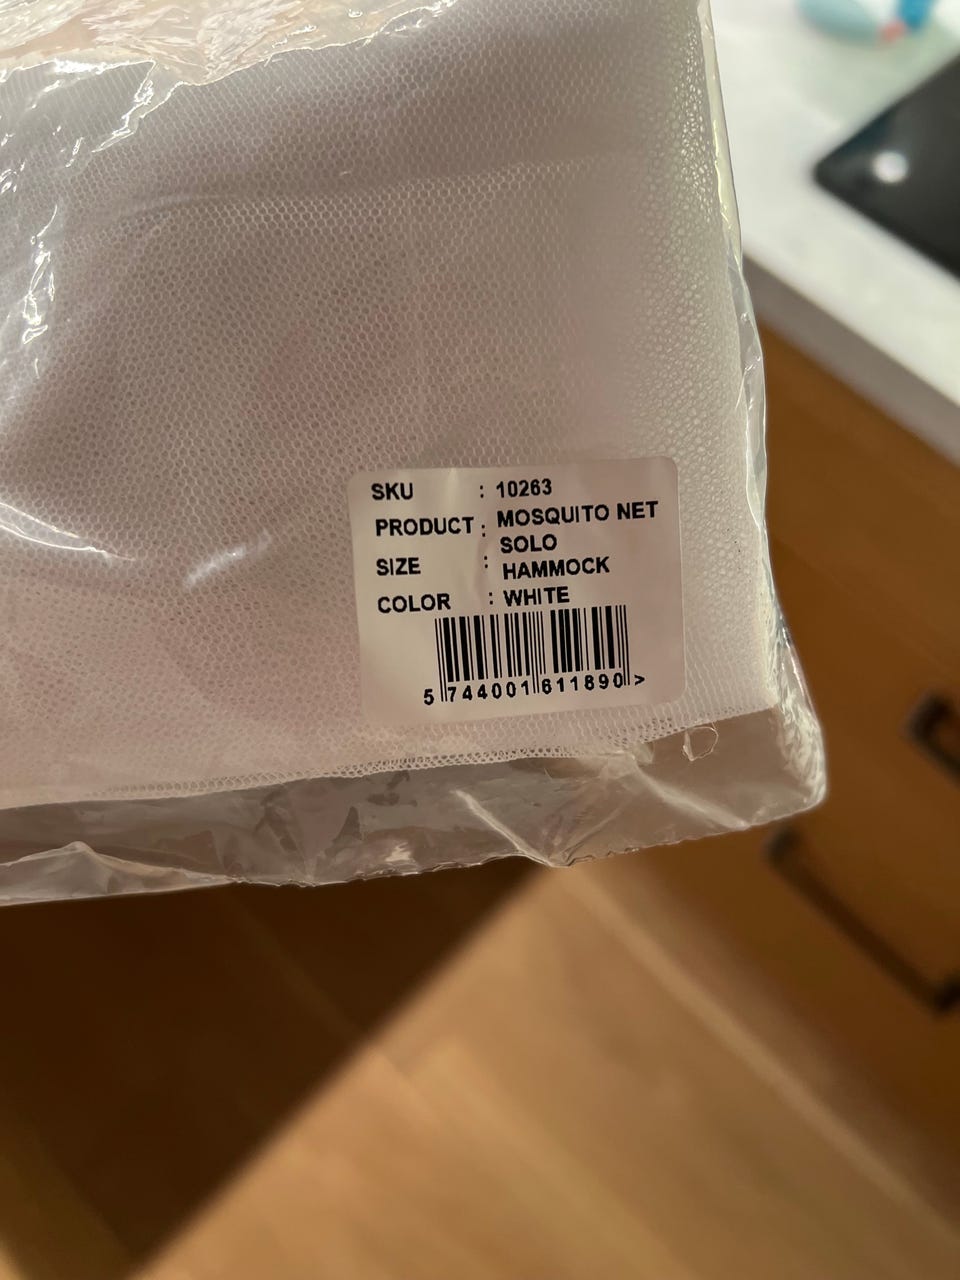 SKU : 10263
PRODUCT : MOSQUITO NET
SOLO
SIZE : HAMMOCK
COLOR : WHITE
5 744001 611890 >